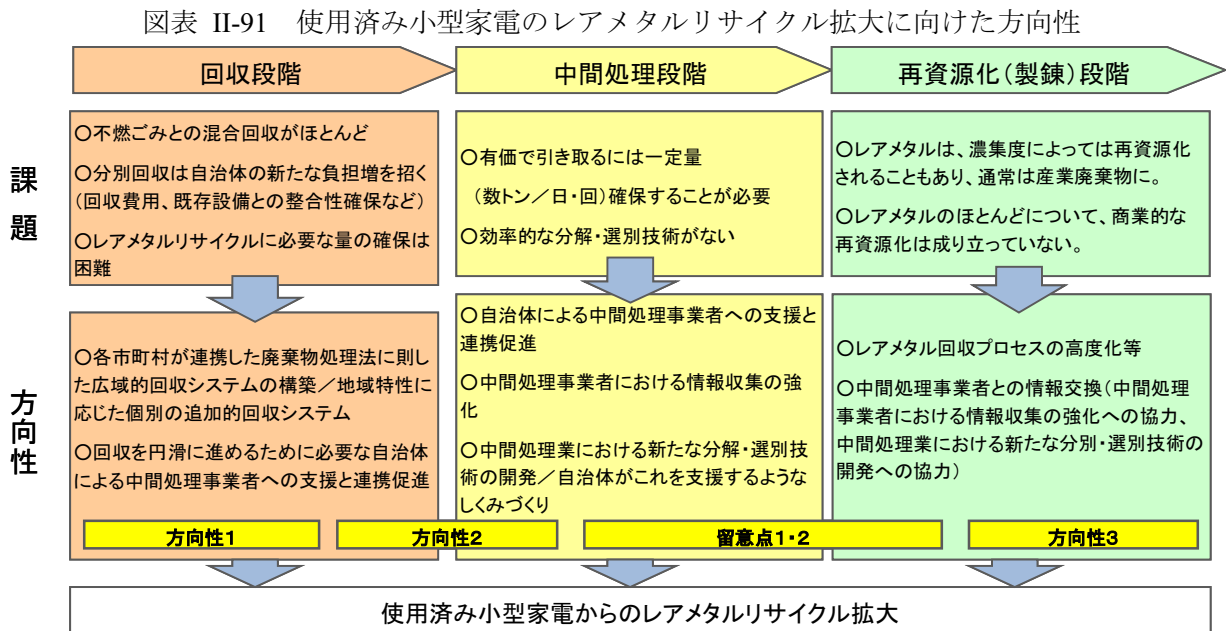 図表 II-91　使用済み小型家電のレアメタルリサイクル拡大に向けた方向性
回収段階
中間処理段階
再資源化(製錬)段階
課題
○不燃ごみとの混合回収がほとんど
○分別回収は自治体の新たな負担増を招く
(回収費用、既存設備との整合性確保など)
○レアメタルリサイクルに必要な量の確保は
困難
○有価で引き取るには一定量
(数トン／日・回)確保することが必要
○効率的な分解・選別技術がない
○レアメタルは、濃集度によっては再資源化
されることもあり、通常は産業廃棄物に。
○レアメタルのほとんどについて、商業的な
再資源化は成り立っていない。
方向性
○各市町村が連携した廃棄物処理法に則し
た広域的回収システムの構築／地域特性に
応じた個別の追加的回収システム
○回収を円滑に進めるために必要な自治体
による中間処理事業者への支援と連携促進
○自治体による中間処理事業者への支援と
連携促進
○中間処理事業者における情報収集の強
化
○中間処理業における新たな分解・選別技
術の開発／自治体がこれを支援するような
しくみづくり
○レアメタル回収プロセスの高度化等
○中間処理事業者との情報交換(中間処理
事業者における情報収集の強化への協力、
中間処理業における新たな分別・選別技術の
開発への協力)
方向性1
方向性2
留意点1・2
方向性3
使用済み小型家電からのレアメタルリサイクル拡大